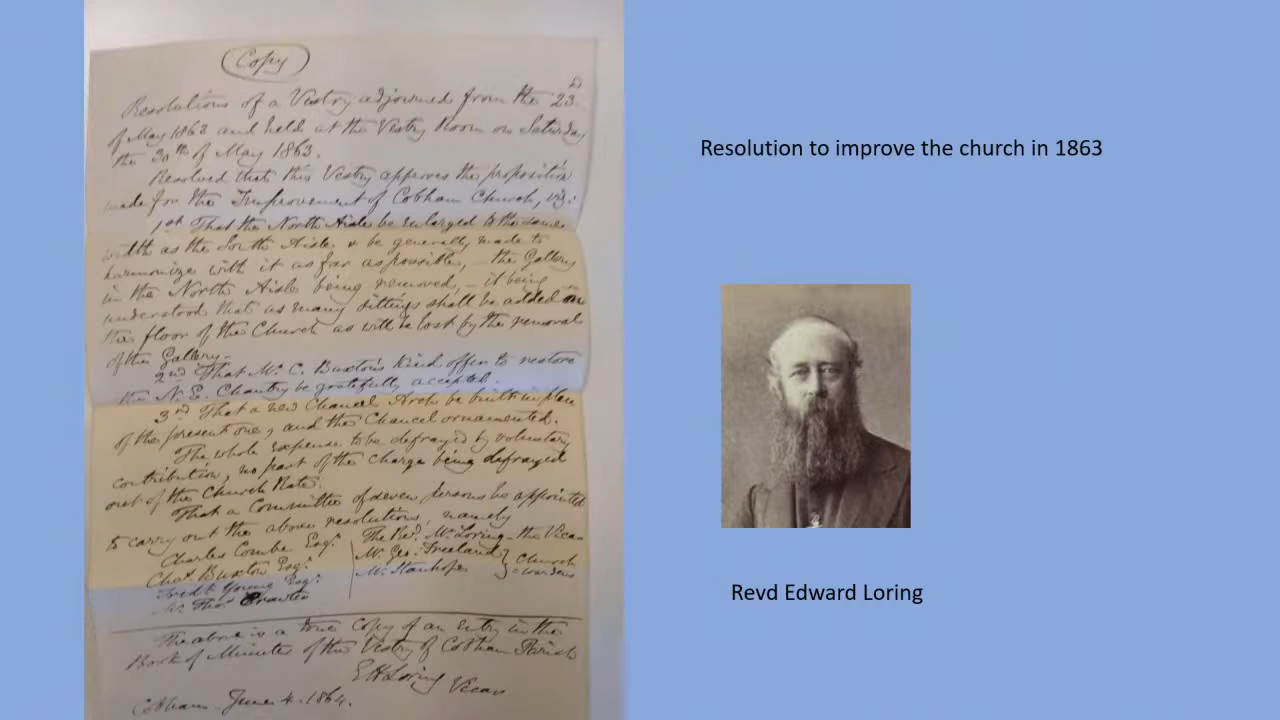 Copy
Resolutions of a Vestry adjourned from the 23.D
of May 1863 and held at the Vestry Room on Saturday
the 30th of May 1863.
Resolved that this Vestry approves the proposition
made for the Improvement of Cobham Church, viz:
1st That the North Aisle be enlarged to the same
width as the South Aisle & be generally made to
harmonize with it as far as possible, - the Gallery
in the North Aisle being removed, - it being
understood that as many sittings shall be added on
the floor of the Church as will be lost by the removal
of the Gallery -
2nd That Mr. C. Buxton's kind offer to restore
the N. E. Chantry be gratefully accepted.
3rd That a new Chancel Arch be built in place
of the present one, and the Chancel ornamented.
The whole expense to be defrayed by voluntary
contribution, no part of the charge being defrayed
out of the Church Rate.
That a Committee of seven persons be appointed
to carry out the above resolutions, namely
Charles Combe Esq.
Chas. Buxton Esq.
Fredk. Young Esq.
Mr. Thos. Crawter
The Rev. Mr. Loring - the Vicar
Mr. Geo. Freeland
Mr. Stanhope
Church
wardens
The above is a true Copy of an entry in the
Book of Minutes of the Vestry of Cobham Parish
E H Loring Vicar
Cobham - June 4. 1864.
Resolution to improve the church in 1863
Revd Edward Loring